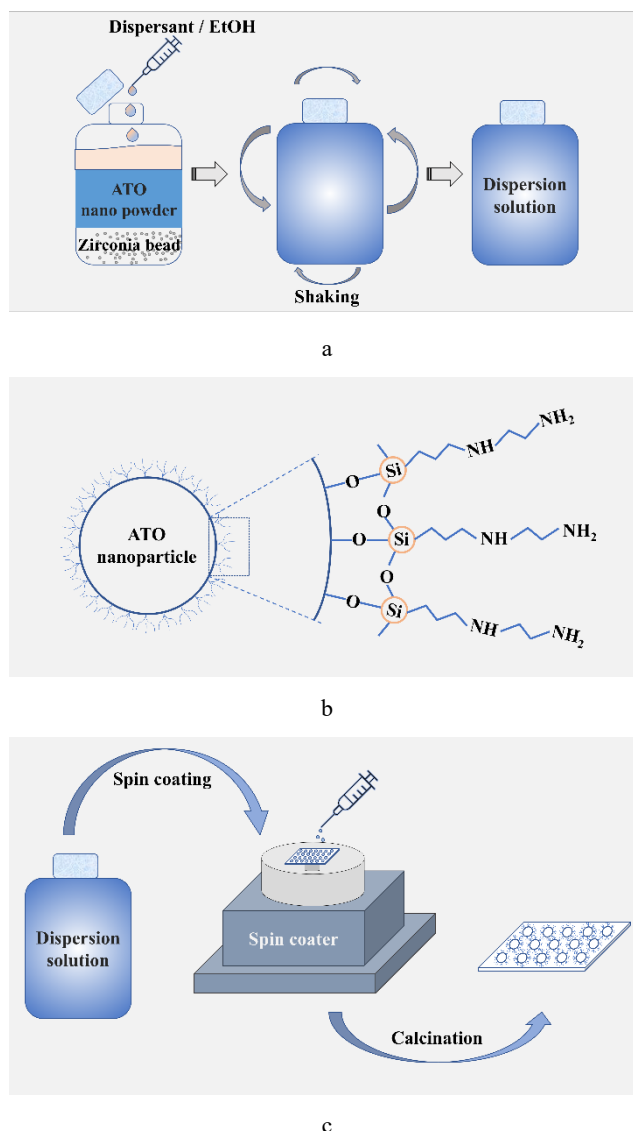 Dispersant / EtOH
ATO
nano powder
Zirconia bead
Shaking
Dispersion
solution
a
ATO
nanoparticle
O
Si
NH
NH2
O
O
Si
NH
NH2
O
O
Si
NH
NH2
b
Spin coating
Dispersion
solution
Spin coater
Calcination
c